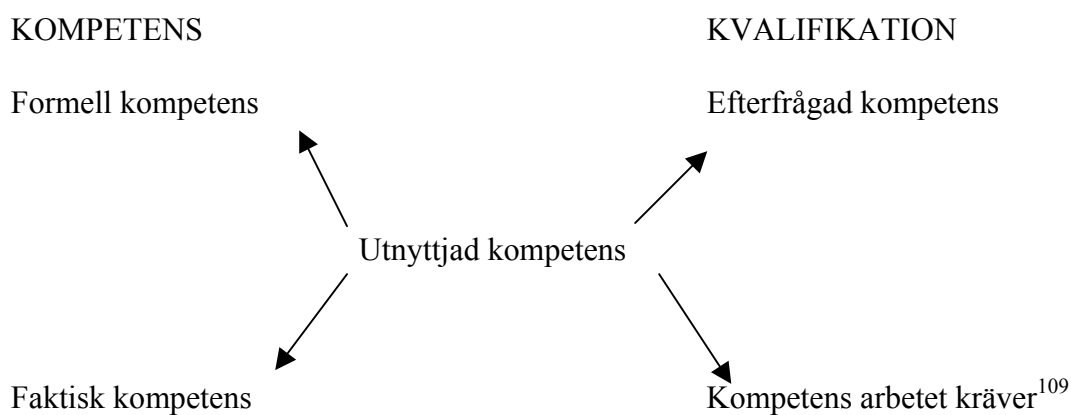 KOMPETENS KVALIFIKATION
Formell kompetens Efterfrågad kompetens
Utnyttjad kompetens
Faktisk kompetens Kompetens arbetet kräver109